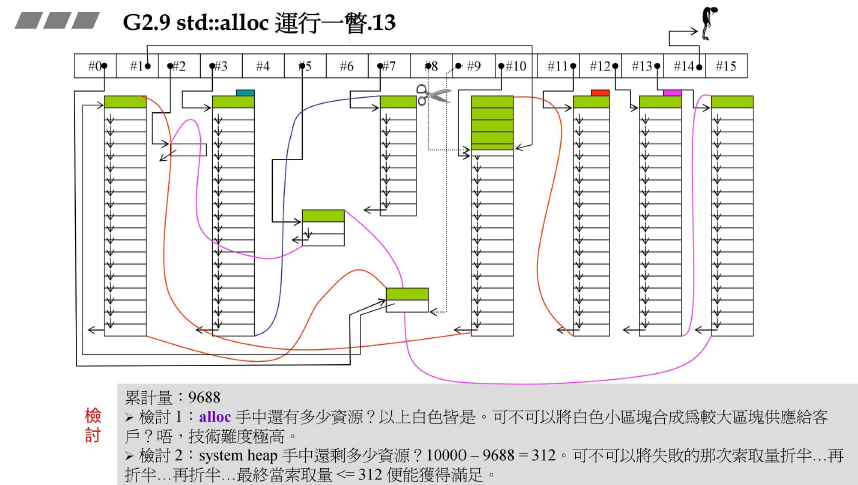 G2.9 std::alloc 運行一瞥.13
#0 #1 #2 #3 #4 #5 #6 #7 #8 #9 #10 #11 #12 #13 #14 #15
累計量：9688
檢討
➢ 檢討 1：alloc 手中還有多少資源？以上白色皆是。可不可以將白色小區塊合成爲較大區塊供應給客
戶？唔，技術難度極高。
➢ 檢討 2：system heap 手中還剩多少資源？10000 – 9688 = 312。可不可以將失敗的那次索取量折半…再
折半…再折半…最終當索取量 <= 312 便能獲得滿足。